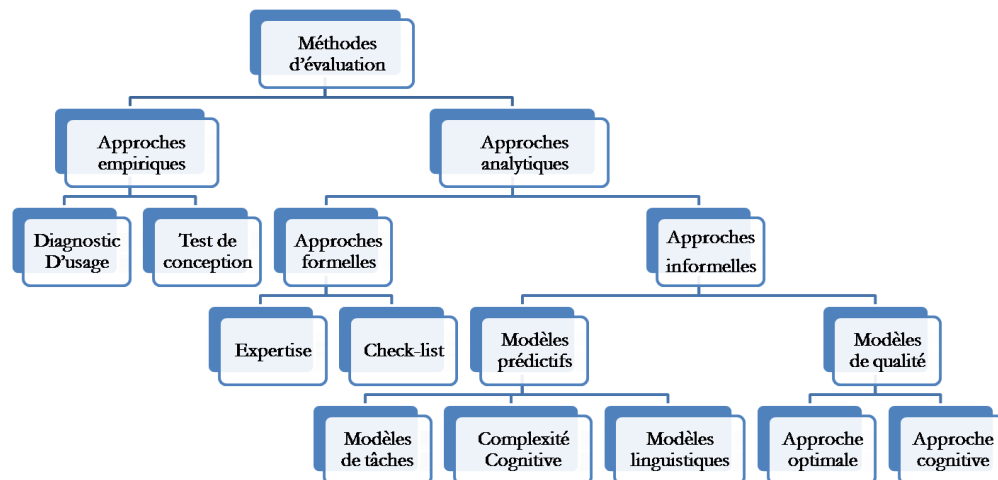 Méthodes
d'évaluation
Approches
empiriques
Approches
analytiques
Diagnostic
D'usage
Test de
conception
Approches
formelles
Approches
informelles
Expertise
Check-list
Modèles
prédictifs
Modèles
de qualité
Modèles
de tâches
Complexité
Cognitive
Modèles
linguistiques
Approche
optimale
Approche
cognitive